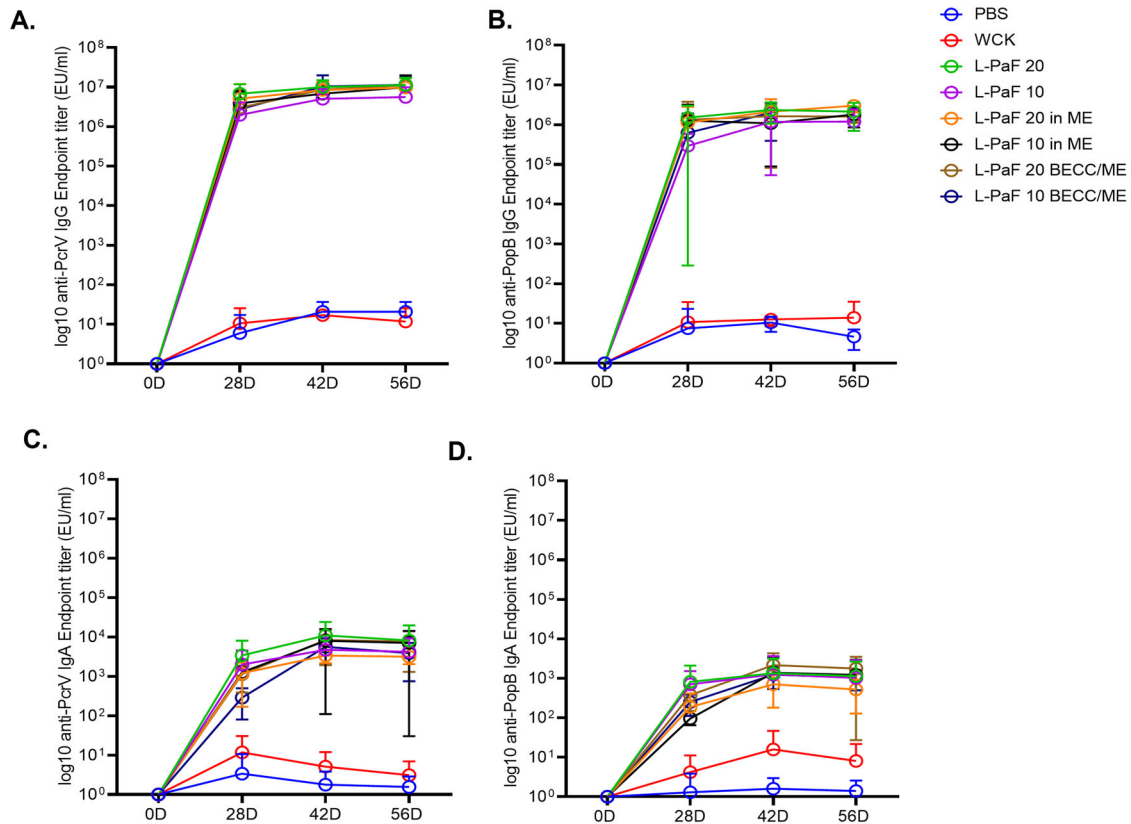 A.
log10 anti-PcrV IgG Endpoint titer (EU/ml)
10⁸
10⁷
10⁶
10⁵
10⁴
10³
10²
10¹
10⁰
0D 28D 42D 56D
B.
log10 anti-PopB IgG Endpoint titer (EU/ml)
10⁸
10⁷
10⁶
10⁵
10⁴
10³
10²
10¹
10⁰
0D 28D 42D 56D
PBS
WCK
L-PaF 20
L-PaF 10
L-PaF 20 in ME
L-PaF 10 in ME
L-PaF 20 BECC/ME
L-PaF 10 BECC/ME
C.
log10 anti-PcrV IgA Endpoint titer (EU/ml)
10⁸
10⁷
10⁶
10⁵
10⁴
10³
10²
10¹
10⁰
0D 28D 42D 56D
D.
log10 anti-PopB IgA Endpoint titer (EU/ml)
10⁸
10⁷
10⁶
10⁵
10⁴
10³
10²
10¹
10⁰
0D 28D 42D 56D